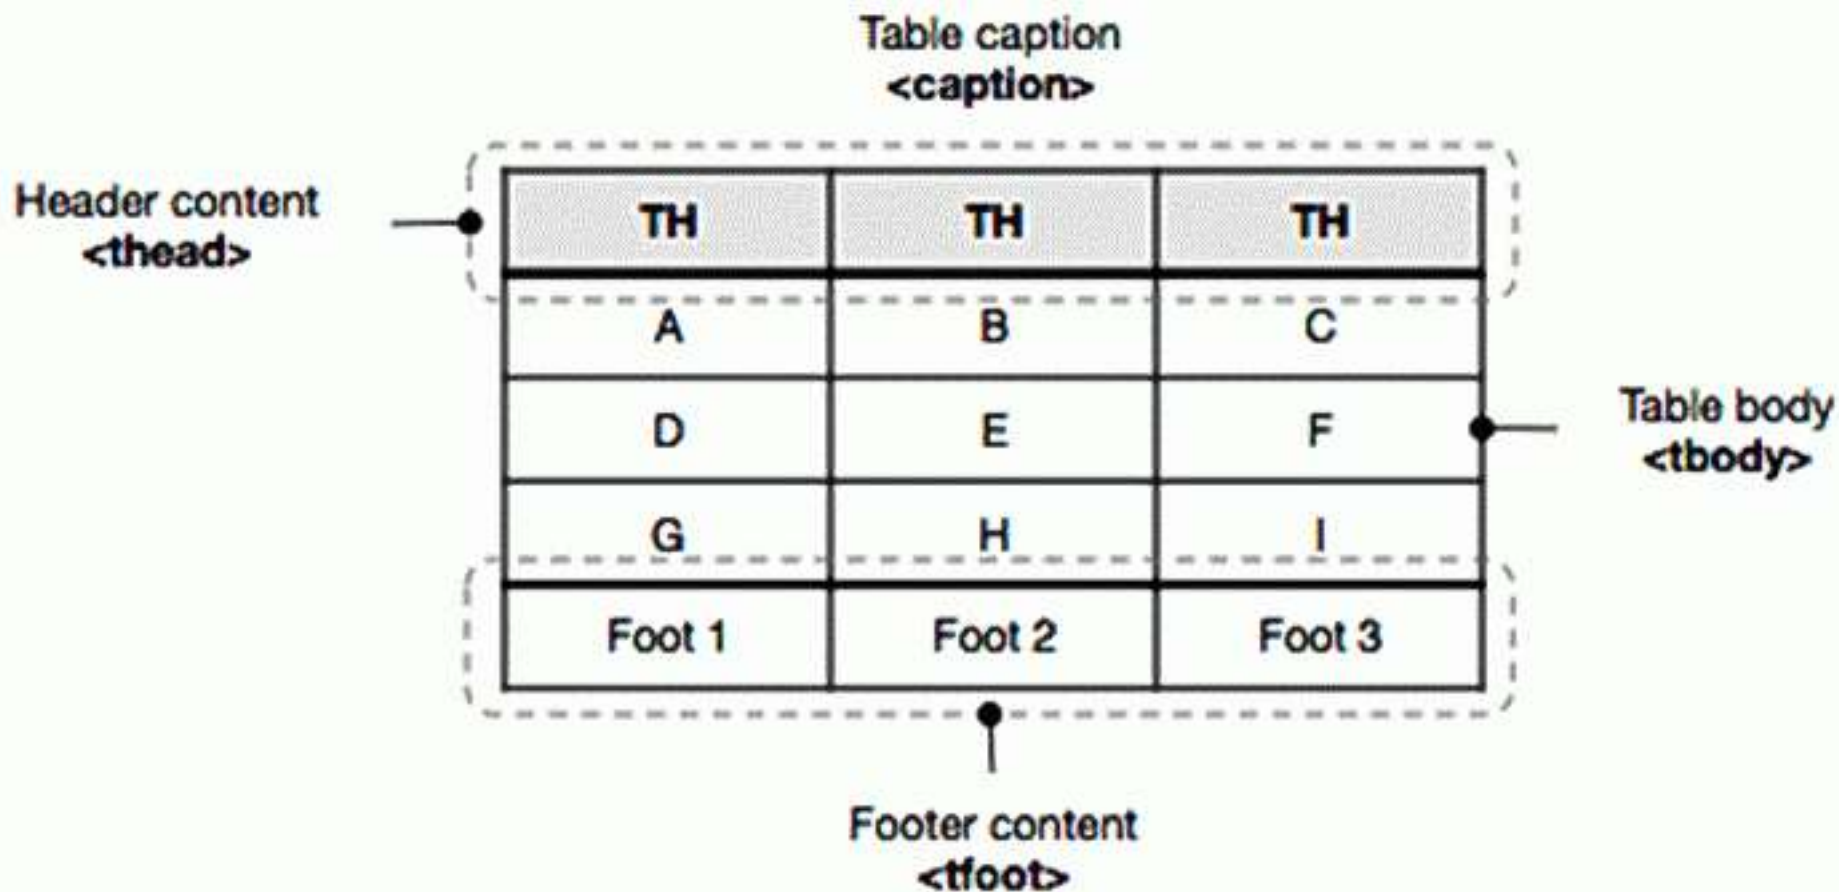 Table caption
<caption>
Header content
<thead>
TH TH TH
A B C
D E F
Table body
<tbody>
G H I
Foot 1 Foot 2 Foot 3
Footer content
<tfoot>